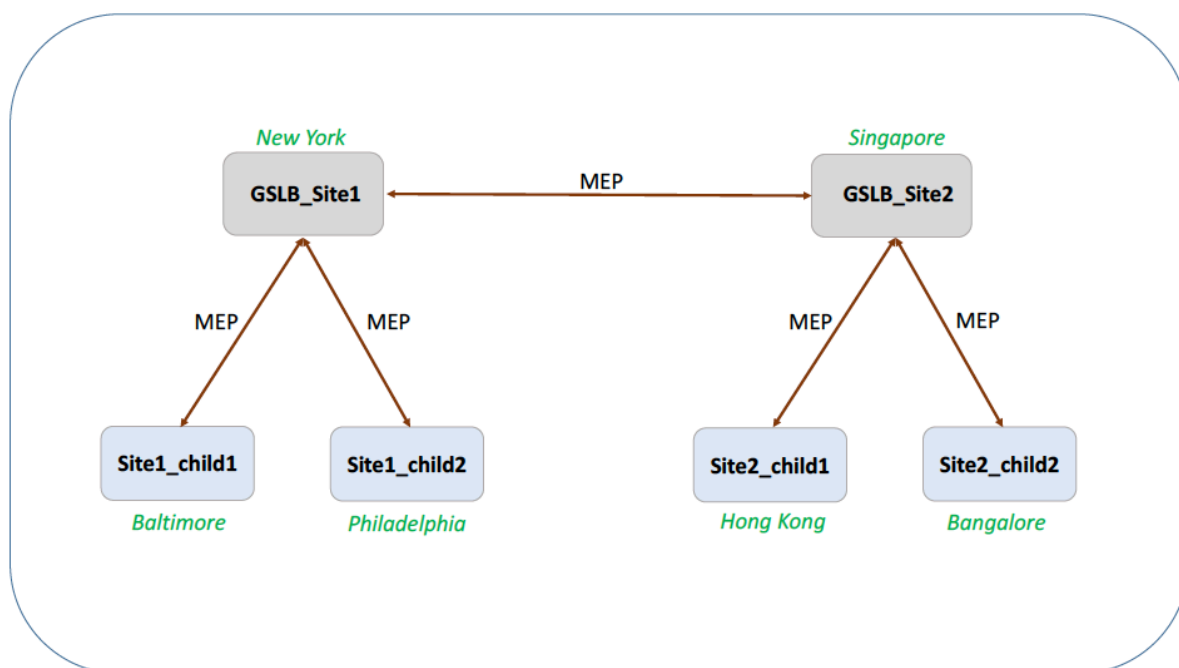 New York
Singapore
GSLB_Site1
MEP
GSLB_Site2
MEP
MEP
MEP
MEP
Site1_child1
Site1_child2
Site2_child1
Site2_child2
Baltimore
Philadelphia
Hong Kong
Bangalore